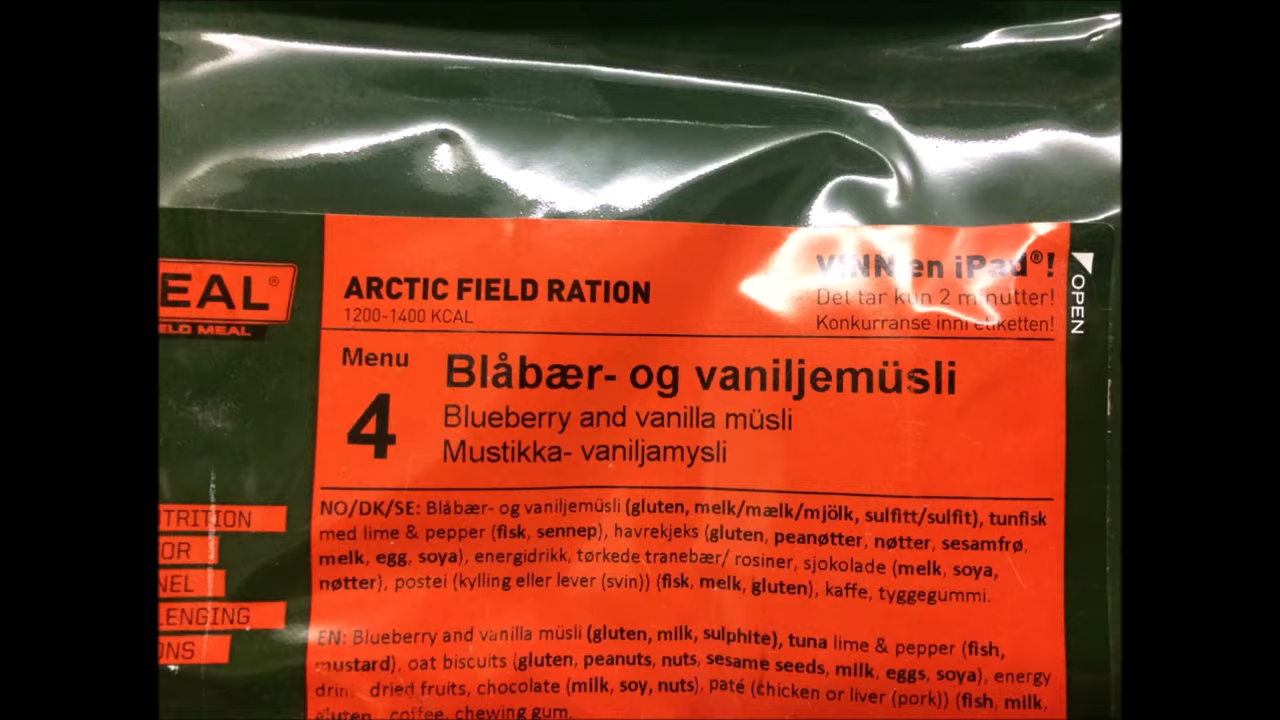 EAL®
ELD MEAL
TRITION
OR
NEL
LENGING
ONS
ARCTIC FIELD RATION
1200-1400 KCAL
VINN en iPad®!
Det tar kun 2 minutter!
Konkurranse inni etiketten!
OPEN
Menu
4
Blåbær- og vaniljemüsli
Blueberry and vanilla müsli
Mustikka- vaniljamysli
NO/DK/SE: Blåbær- og vaniljemüsli (gluten, melk/mælk/mjölk, sulfitt/sulfit), tunfisk
med lime & pepper (fisk, sennep), havrekjeks (gluten, peanøtter, nøtter, sesamfrø,
melk, egg, soya), energidrikk, tørkede tranebær/ rosiner, sjokolade (melk, soya,
nøtter), postei (kylling eller lever (svin)) (fisk, melk, gluten), kaffe, tyggegummi.
EN: Blueberry and vanilla müsli (gluten, milk, sulphite), tuna lime & pepper (fish,
mustard), oat biscuits (gluten, peanuts, nuts, sesame seeds, milk, eggs, soya), energy
drin dried fruits, chocolate (milk, soy, nuts), paté (chicken or liver (pork)) (fish, milk,
gluten coffee, chewing gum.